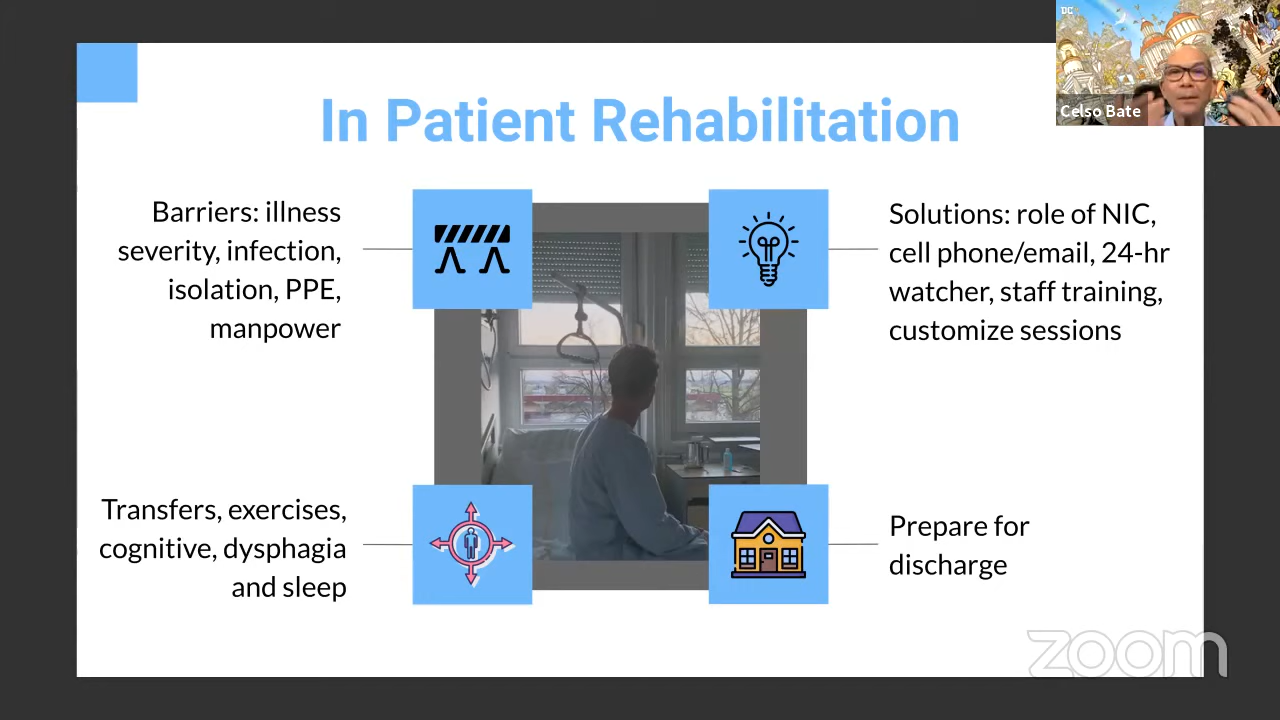 DC
Celso Bate
In Patient Rehabilitation
Barriers: illness
severity, infection,
isolation, PPE,
manpower
Solutions: role of NIC,
cell phone/email, 24-hr
watcher, staff training,
customize sessions
Transfers, exercises,
cognitive, dysphagia
and sleep
Prepare for
discharge
zoom